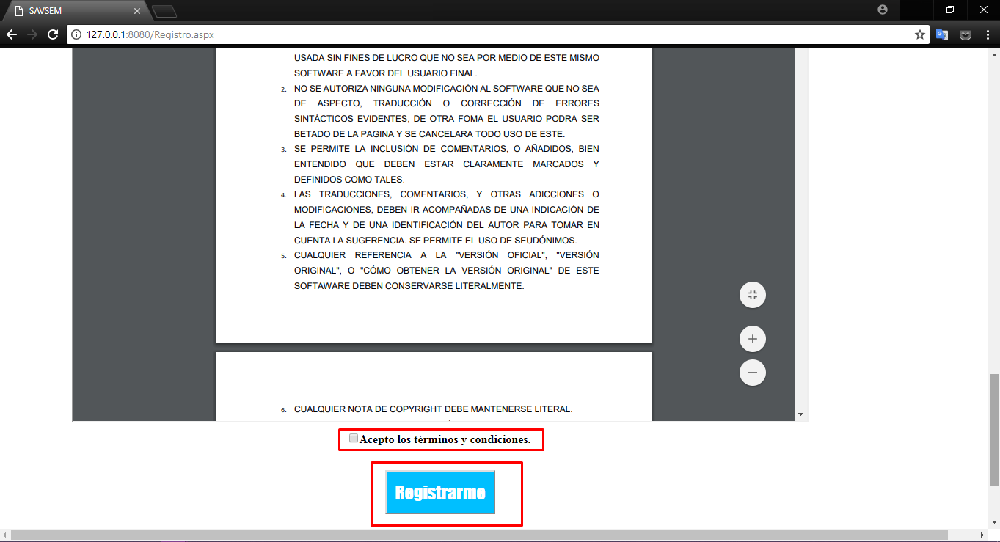 SAVSEM
127.0.0.1:8080/Registro.aspx
USADA SIN FINES DE LUCRO QUE NO SEA POR MEDIO DE ESTE MISMO
SOFTWARE A FAVOR DEL USUARIO FINAL.
2. NO SE AUTORIZA NINGUNA MODIFICACIÓN AL SOFTWARE QUE NO SEA
DE ASPECTO, TRADUCCIÓN O CORRECCIÓN DE ERRORES
SINTÁCTICOS EVIDENTES, DE OTRA FOMA EL USUARIO PODRA SER
BETADO DE LA PAGINA Y SE CANCELARA TODO USO DE ESTE.
3. SE PERMITE LA INCLUSIÓN DE COMENTARIOS, O AÑADIDOS, BIEN
ENTENDIDO QUE DEBEN ESTAR CLARAMENTE MARCADOS Y
DEFINIDOS COMO TALES.
4. LAS TRADUCCIONES, COMENTARIOS, Y OTRAS ADICCIONES O
MODIFICACIONES, DEBEN IR ACOMPAÑADAS DE UNA INDICACIÓN DE
LA FECHA Y DE UNA IDENTIFICACIÓN DEL AUTOR PARA TOMAR EN
CUENTA LA SUGERENCIA. SE PERMITE EL USO DE SEUDÓNIMOS.
5. CUALQUIER REFERENCIA A LA "VERSIÓN OFICIAL", "VERSIÓN
ORIGINAL", O "CÓMO OBTENER LA VERSIÓN ORIGINAL" DE ESTE
SOFTAWARE DEBEN CONSERVARSE LITERALMENTE.
6. CUALQUIER NOTA DE COPYRIGHT DEBE MANTENERSE LITERAL.
Acepto los términos y condiciones.
Registrarme